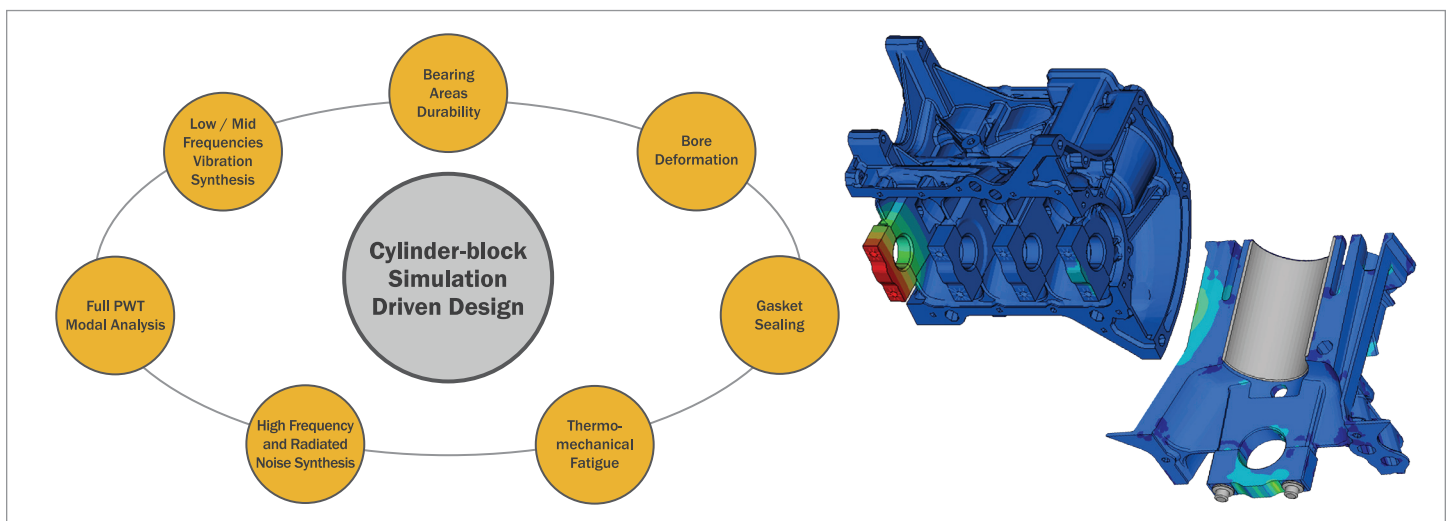 Bearing
Areas
Durability
Low / Mid
Frequencies
Vibration
Synthesis
Bore
Deformation
Cylinder-block
Simulation
Driven Design
Full PWT
Modal Analysis
Gasket
Sealing
High Frequency
and Radiated
Noise Synthesis
Thermo-
mechanical
Fatigue